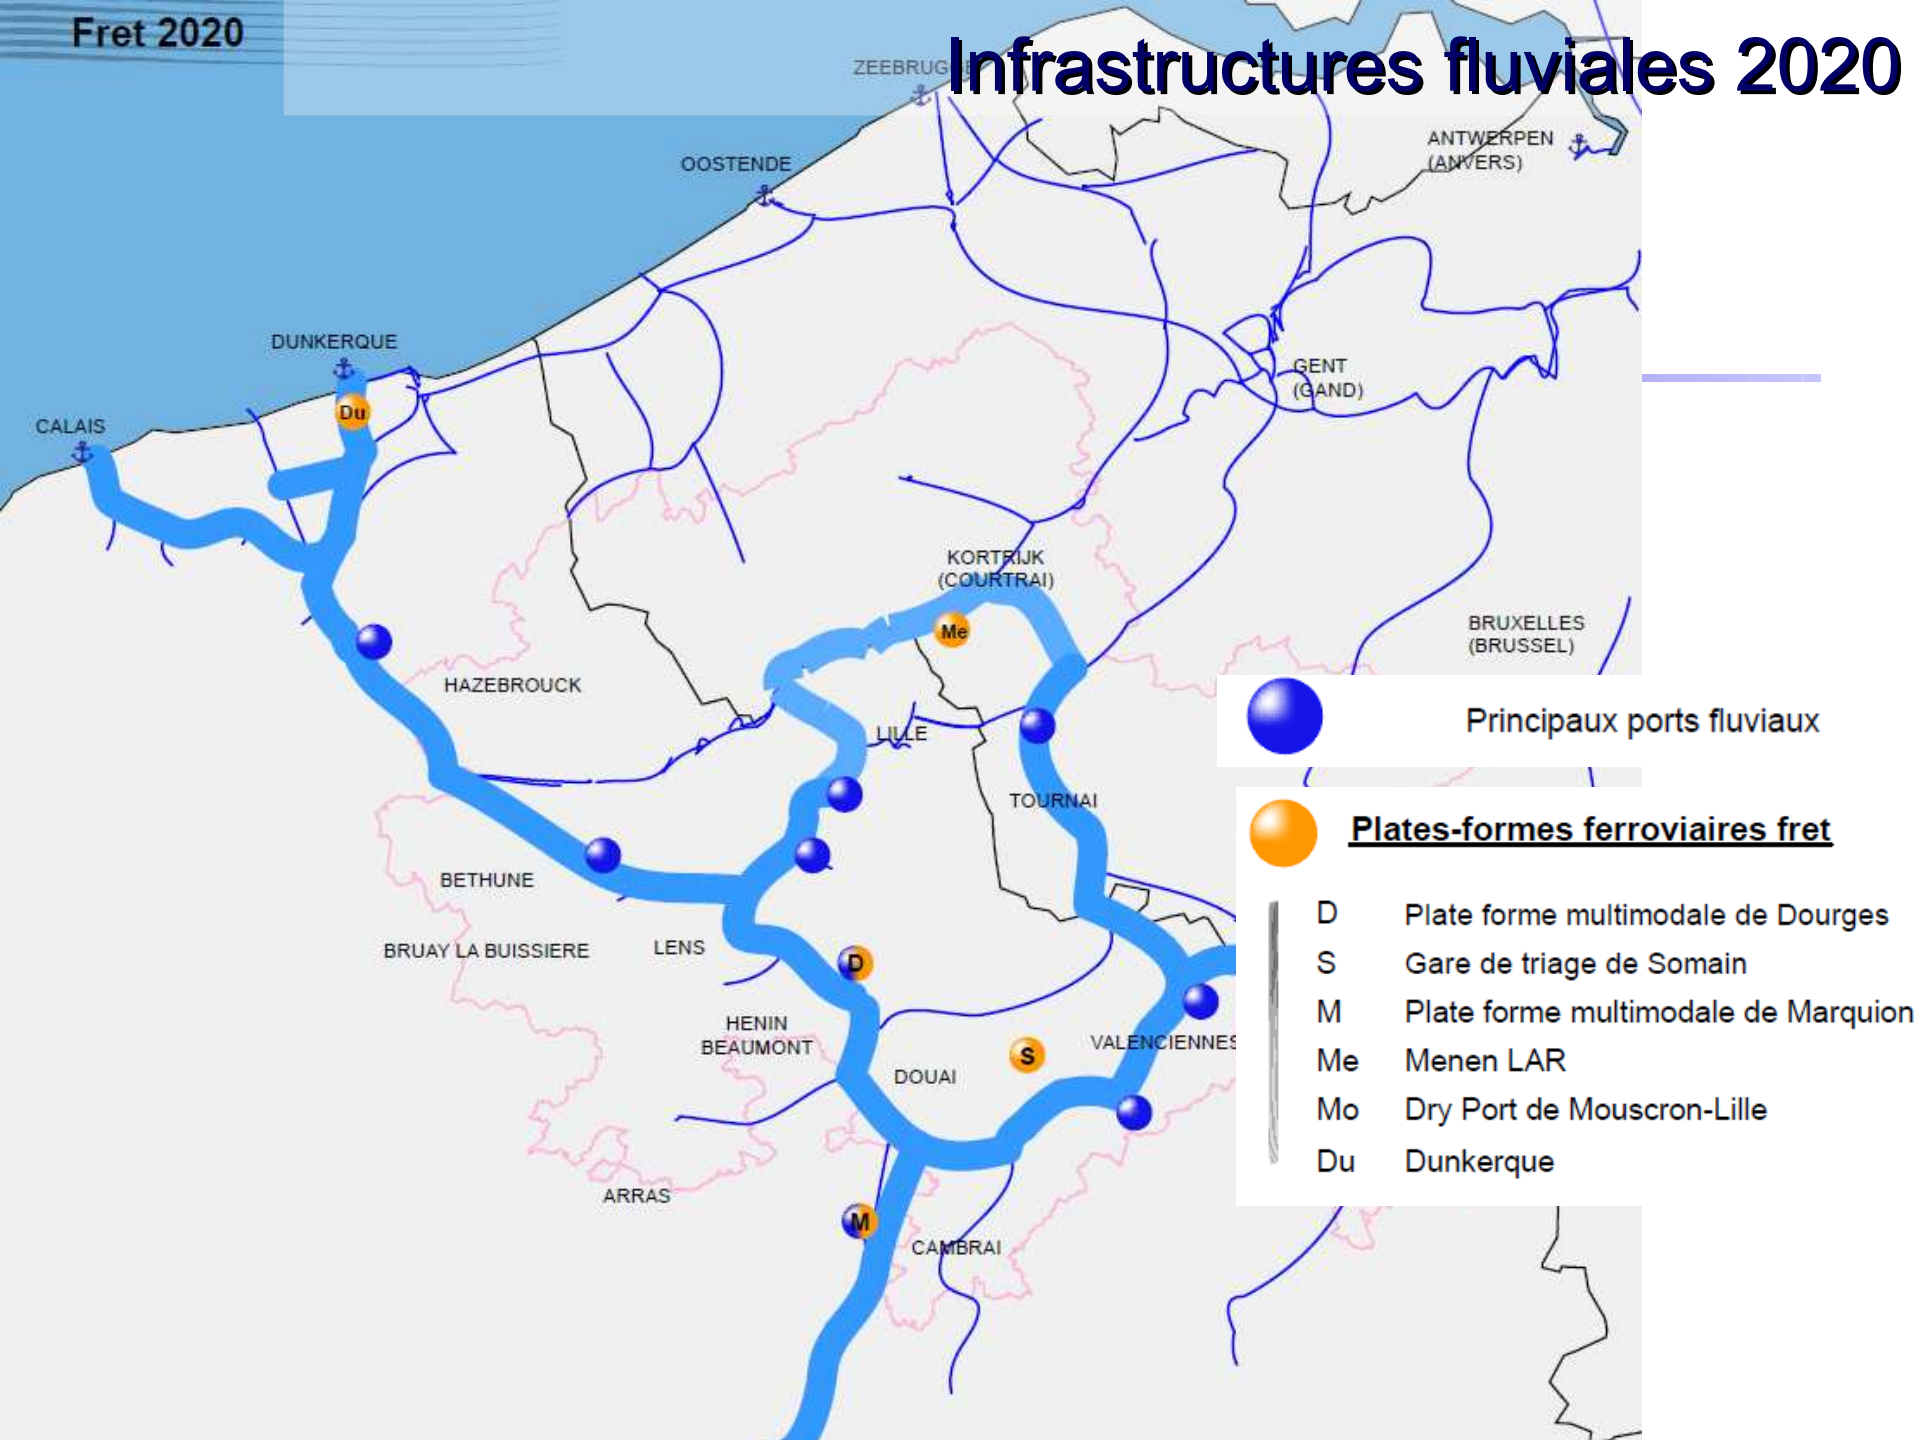 Fret 2020
Infrastructures fluviales 2020
ZEEBRUGGE
ANTWERPEN
(ANVERS)
OOSTENDE
DUNKERQUE
Du
GENT
(GAND)
CALAIS
KORTRIJK
(COURTRAI)
Me
BRUXELLES
(BRUSSEL)
HAZEBROUCK
LILLE
Principaux ports fluviaux
TOURNAI
Plates-formes ferroviaires fret
BETHUNE
D Plate forme multimodale de Dourges
S Gare de triage de Somain
M Plate forme multimodale de Marquion
Me Menen LAR
Mo Dry Port de Mouscron-Lille
Du Dunkerque
BRUAY LA BUISSIERE
LENS
D
HENIN
BEAUMONT
VALENCIENNES
S
DOUAI
ARRAS
M
CAMBRAI